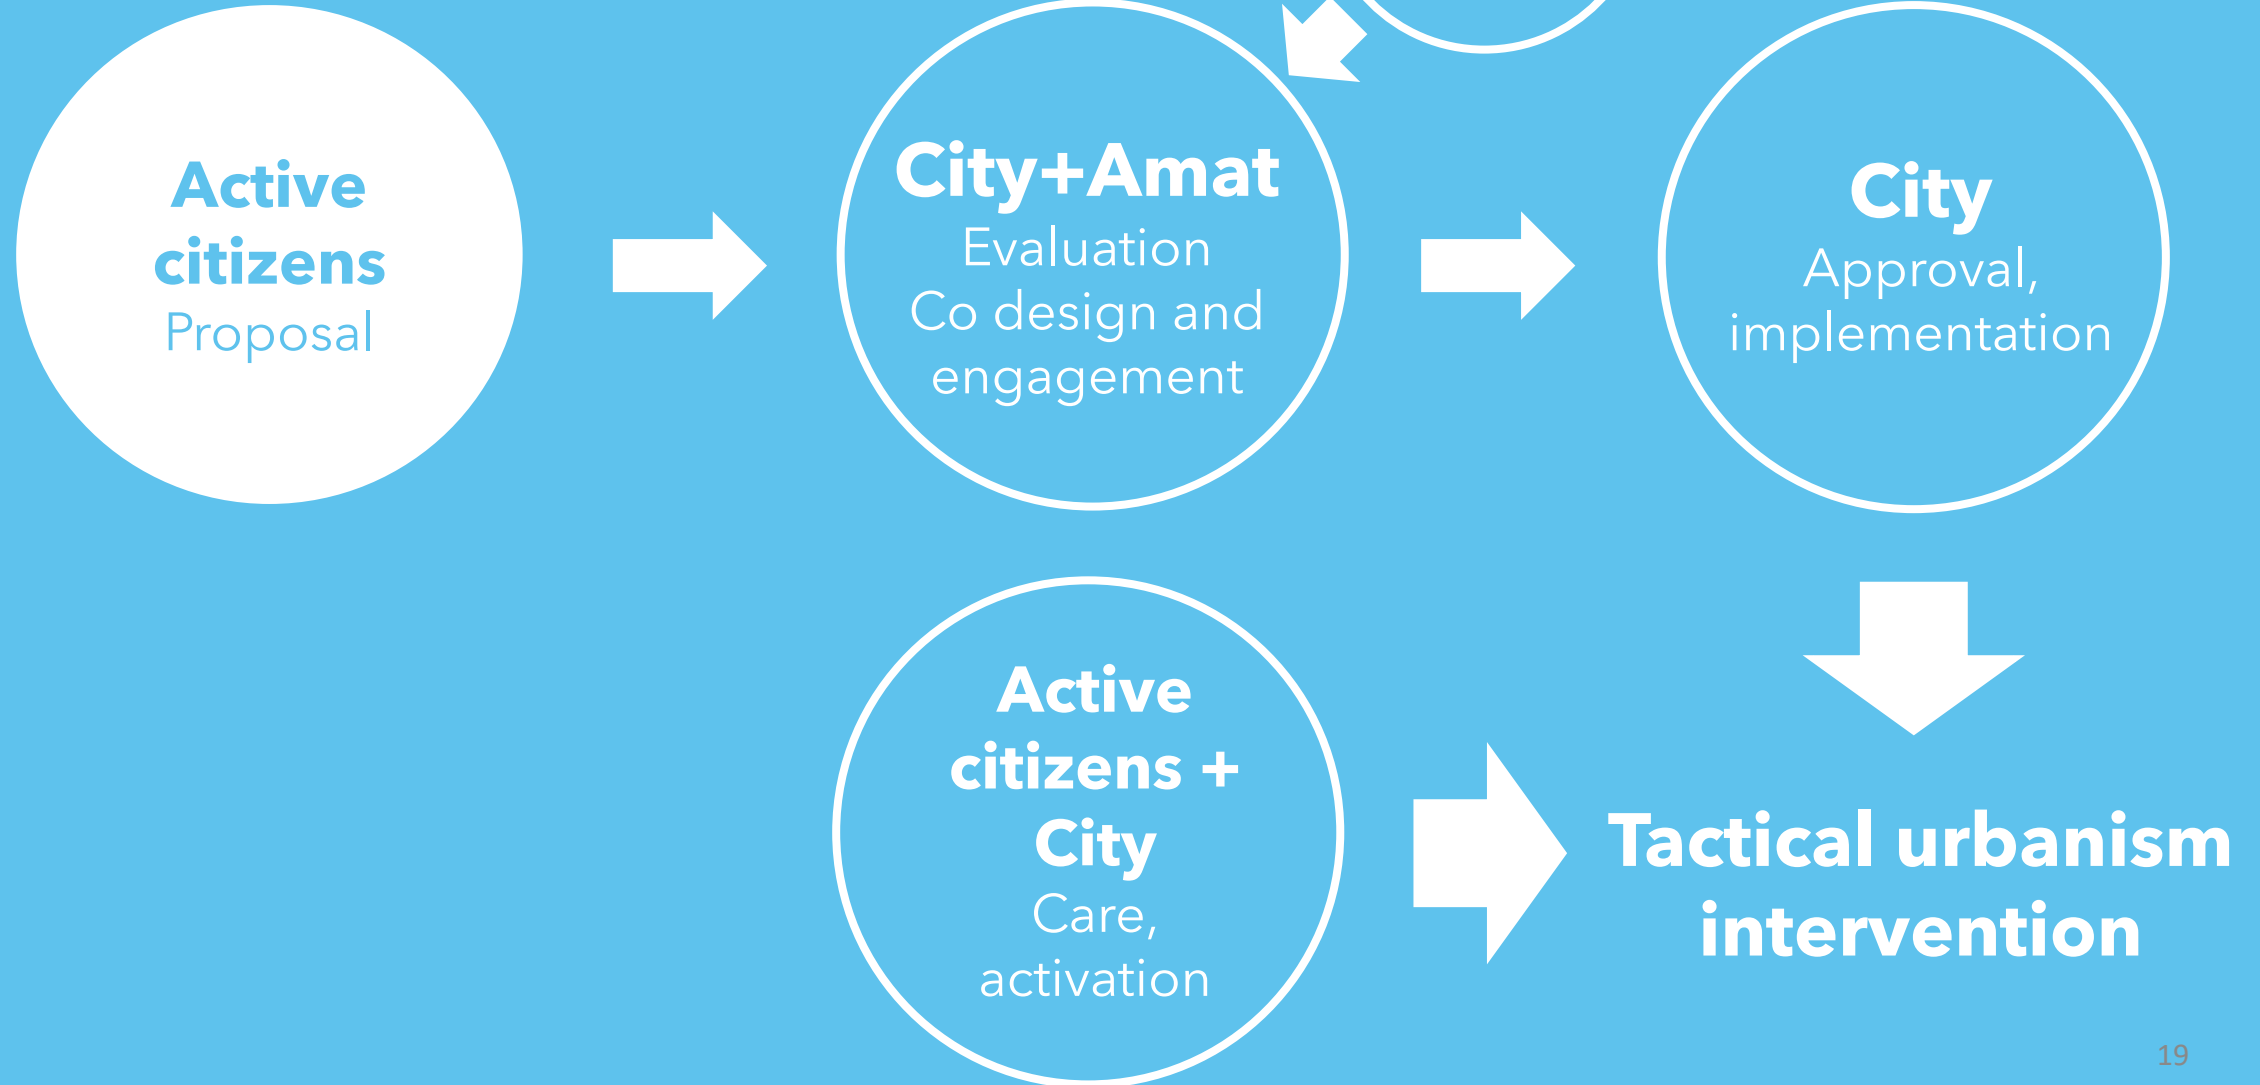 Active
citizens
Proposal
City+Amat
Evaluation
Co design and
engagement
City
Approval,
implementation
Active
citizens +
City
Care,
activation
Tactical urbanism
intervention
19